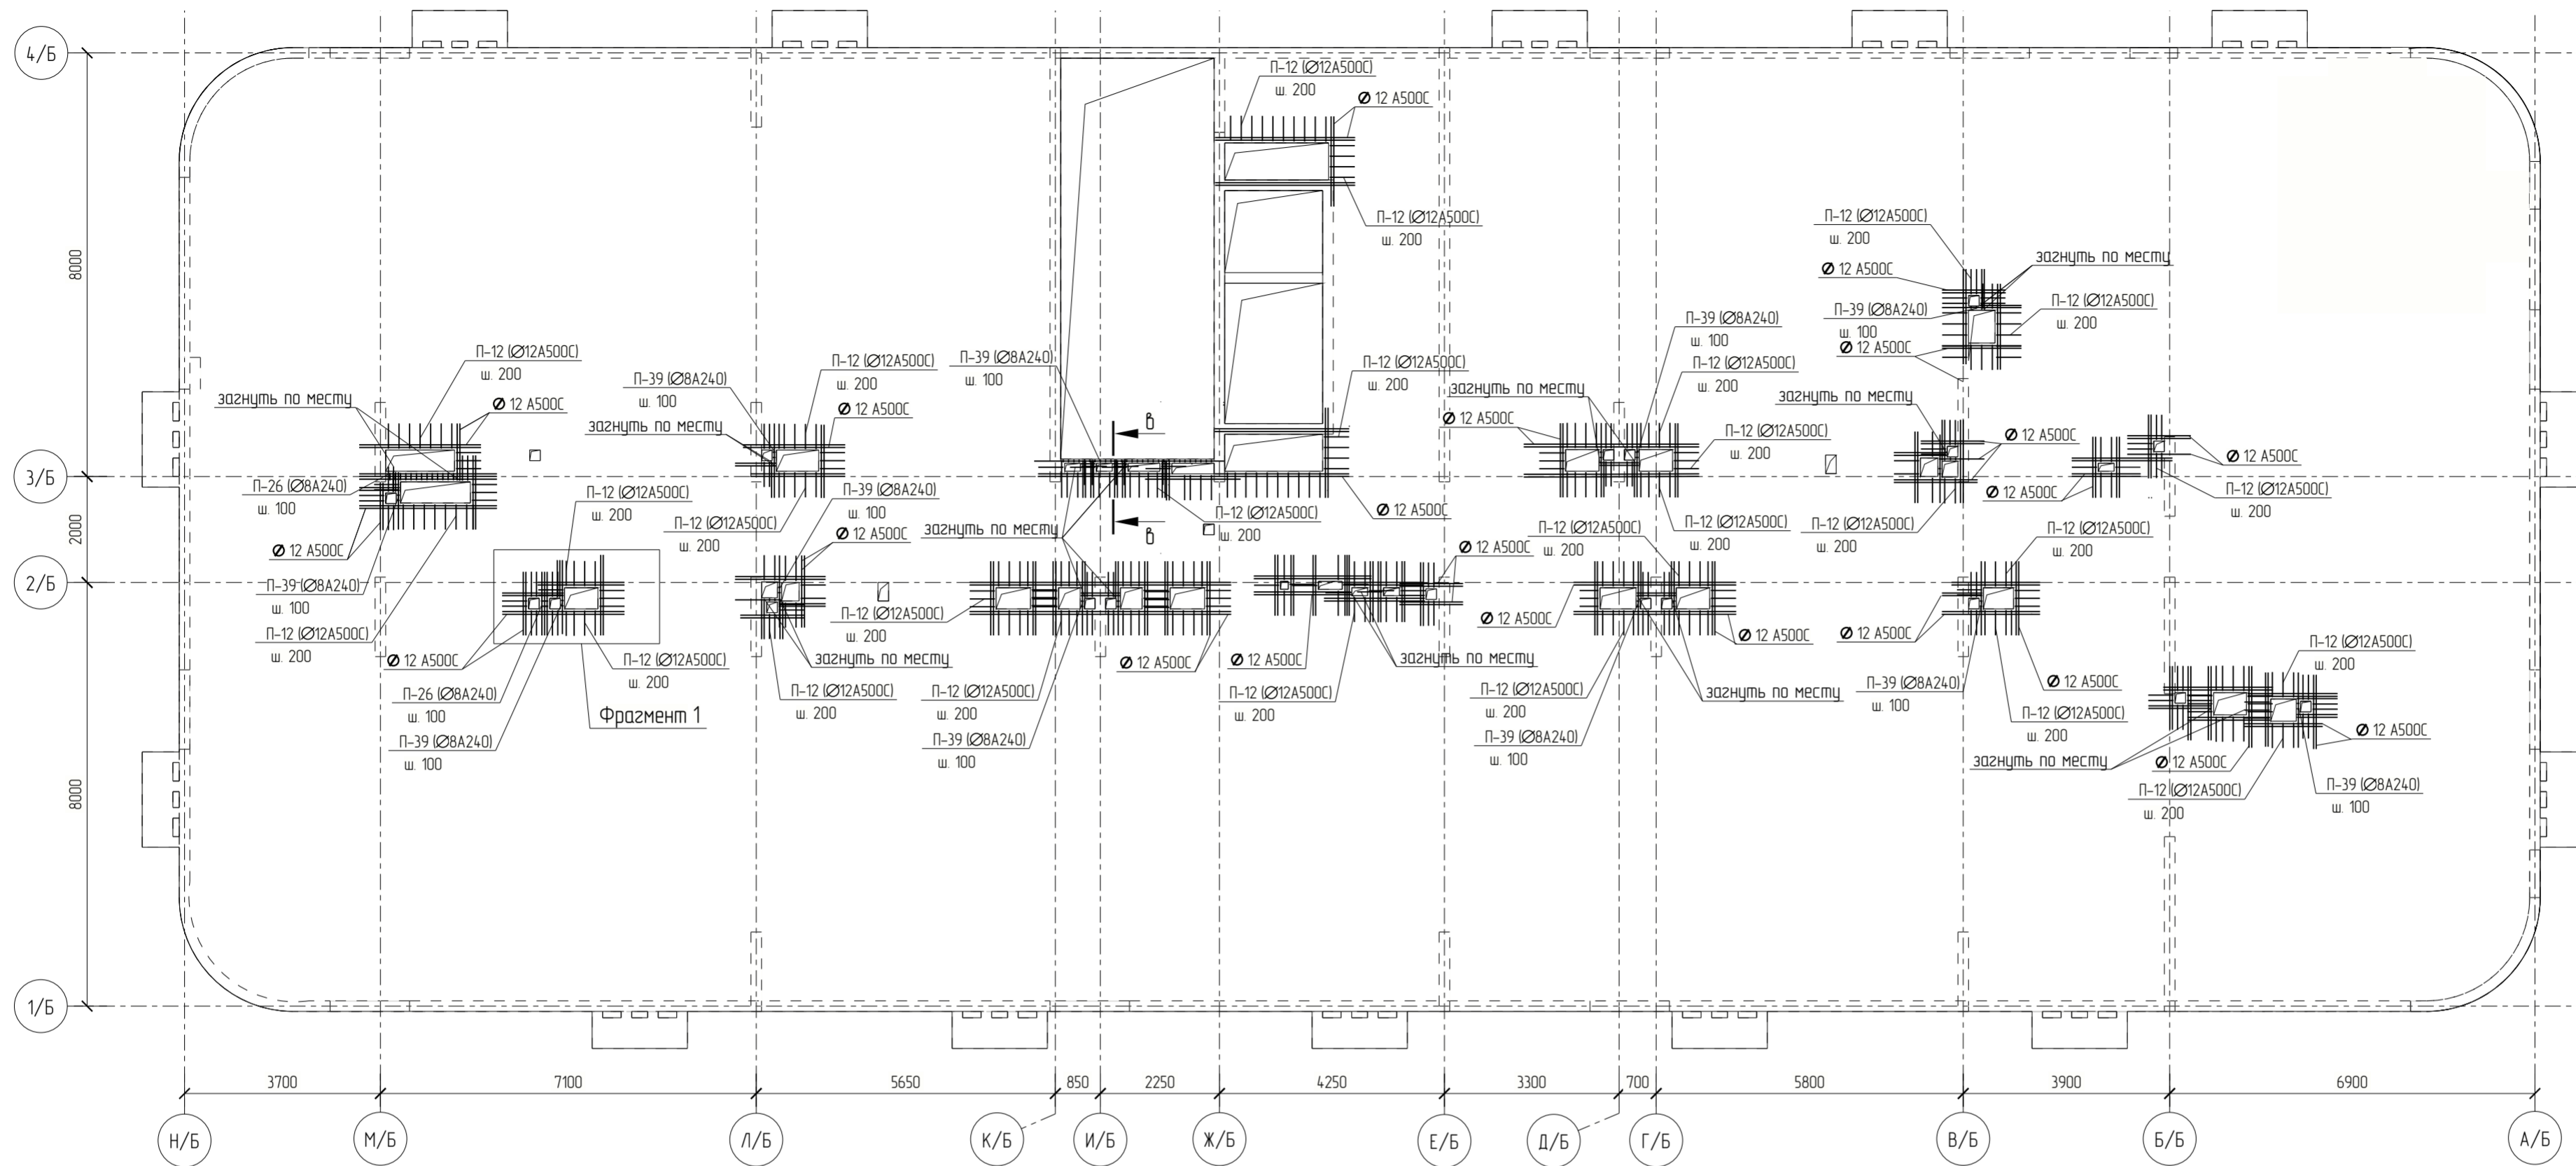 4/Б
П-12 (Ø12А500С)
ш. 200
Ø 12 А500С
П-12 (Ø12А500С)
ш. 200
П-12 (Ø12А500С)
ш. 200
загнуть по месту
Ø 12 А500С
П-12 (Ø12А500С)
ш. 200
П-39 (Ø8А240)
ш. 100
Ø 12 А500С
8000
П-39 (Ø8А240)
ш. 100
П-12 (Ø12А500С)
ш. 200
П-12 (Ø12А500С)
ш. 200
П-39 (Ø8А240)
ш. 100
П-12 (Ø12А500С)
ш. 200
П-39 (Ø8А240)
ш. 100
П-12 (Ø12А500С)
ш. 200
загнуть по месту
Ø 12 А500С
загнуть по месту
Ø 12 А500С
загнуть по месту
Ø 12 А500С
загнуть по месту
В
П-12 (Ø12А500С)
ш. 200
Ø 12 А500С
Ø 12 А500С
3/Б
П-26 (Ø8А240)
ш. 100
П-12 (Ø12А500С)
ш. 200
П-39 (Ø8А240)
ш. 100
Ø 12 А500С
П-12 (Ø12А500С)
ш. 200
2000
П-12 (Ø12А500С)
ш. 200
Ø 12 А500С
загнуть по месту
В
П-12 (Ø12А500С)
ш. 200
Ø 12 А500С
П-12 (Ø12А500С)
ш. 200
П-12 (Ø12А500С)
ш. 200
П-12 (Ø12А500С)
ш. 200
П-12 (Ø12А500С)
ш. 200
Ø 12 А500С
Ø 12 А500С
2/Б
П-39 (Ø8А240)
ш. 100
П-12 (Ø12А500С)
ш. 200
Ø 12 А500С
Ø 12 А500С
Ø 12 А500С
П-12 (Ø12А500С)
ш. 200
Ø 12 А500С
П-12 (Ø12А500С)
ш. 200
загнуть по месту
Ø 12 А500С
Ø 12 А500С
загнуть по месту
П-12 (Ø12А500С)
ш. 200
П-26 (Ø8А240)
ш. 100
Фрагмент 1
П-12 (Ø12А500С)
ш. 200
П-12 (Ø12А500С)
ш. 200
П-12 (Ø12А500С)
ш. 200
П-12 (Ø12А500С)
ш. 200
загнуть по месту
П-39 (Ø8А240)
ш. 100
Ø 12 А500С
П-39 (Ø8А240)
ш. 100
П-39 (Ø8А240)
ш. 100
П-39 (Ø8А240)
ш. 100
П-12 (Ø12А500С)
ш. 200
Ø 12 А500С
загнуть по месту
Ø 12 А500С
8000
П-12 (Ø12А500С)
ш. 200
П-39 (Ø8А240)
ш. 100
1/Б
3700
7100
5650
850
2250
4250
3300
700
5800
3900
6900
Н/Б
М/Б
Л/Б
К/Б
И/Б
Ж/Б
Е/Б
Д/Б
Г/Б
В/Б
Б/Б
А/Б